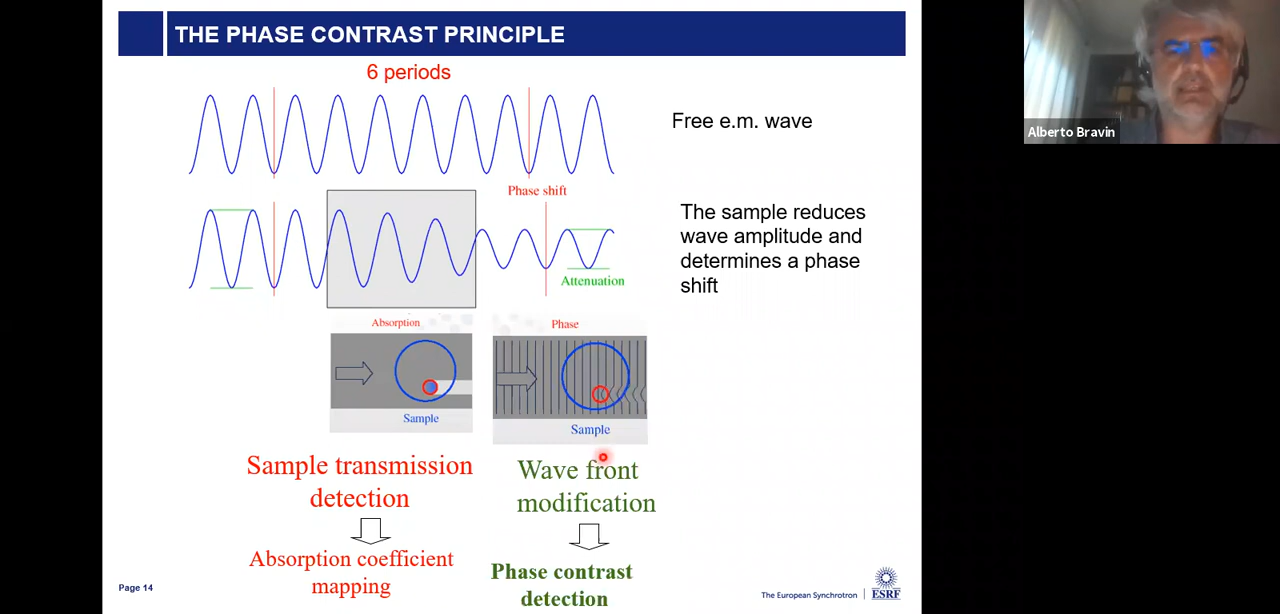 THE PHASE CONTRAST PRINCIPLE
6 periods
Free e.m. wave
Phase shift
The sample reduces
wave amplitude and
determines a phase
shift
Attenuation
Absorption
Phase
Sample
Sample
Sample transmission
detection
Wave front
modification
Absorption coefficient
mapping
Phase contrast
detection
Page 14
The European Synchrotron
ESRF
Alberto Bravin